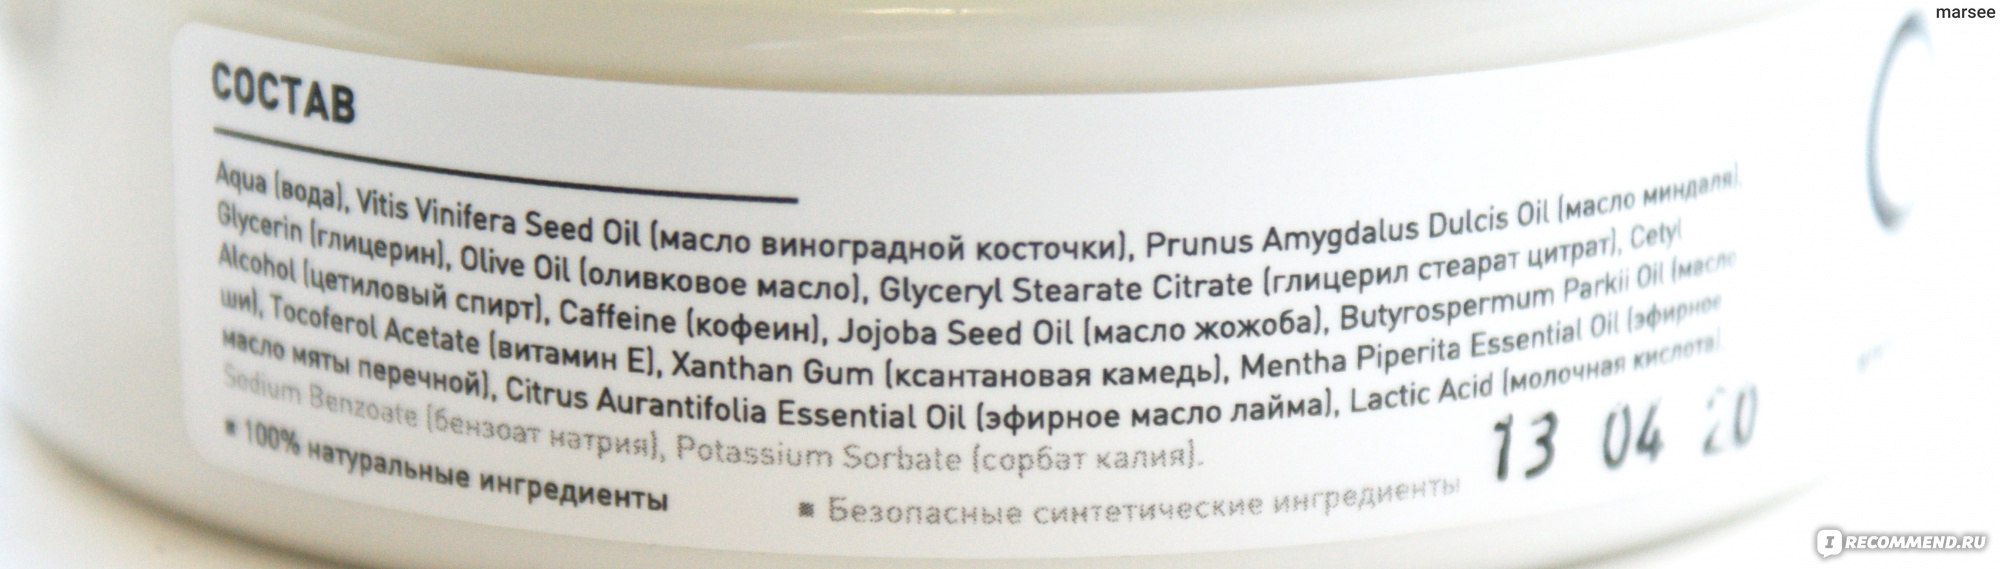 marsee
СОСТАВ
Aqua (вода), Vitis Vinifera Seed Oil (масло виноградной косточки), Prunus Amygdalus Dulcis Oil (масло миндаля),
Glycerin (глицерин), Olive Oil (оливковое масло), Glyceryl Stearate Citrate (глицерил стеарат цитрат), Cetyl
Alcohol (цетиловый спирт), Caffeine (кофеин), Jojoba Seed Oil (масло жожоба), Butyrospermum Parkii Oil (масло
ши), Tocoferol Acetate (витамин Е), Xanthan Gum (ксантановая камедь), Mentha Piperita Essential Oil (эфирное
масло мяты перечной), Citrus Aurantifolia Essential Oil (эфирное масло лайма), Lactic Acid (молочная кислота)
Sodium Benzoate (бензоат натрия), Potassium Sorbate (сорбат калия).
▪ 100% натуральные ингредиенты
▪ Безопасные синтетические ингредиенты
13 04 20
IRECOMMEND.RU